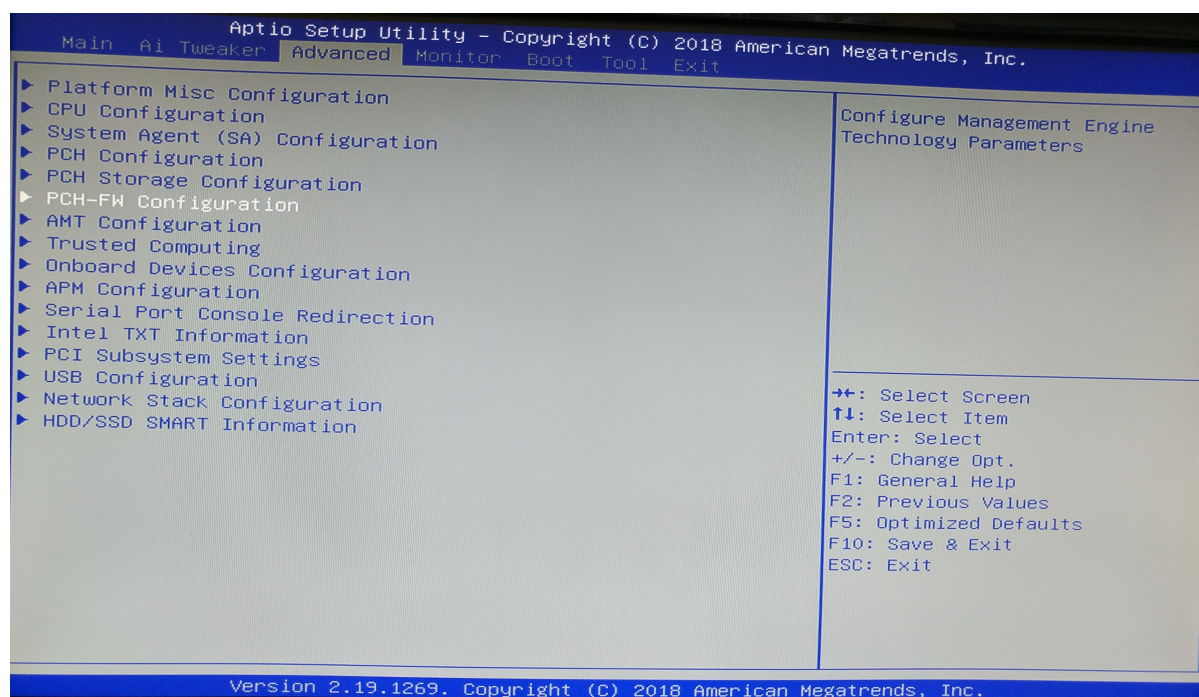 Aptio Setup Utility – Copyright (C) 2018 American Megatrends, Inc.
Main Ai Tweaker Advanced Monitor Boot Tool Exit
▶ Platform Misc Configuration
▶ CPU Configuration
▶ System Agent (SA) Configuration
▶ PCH Configuration
▶ PCH Storage Configuration
▶ PCH-FW Configuration
▶ AMT Configuration
▶ Trusted Computing
▶ Onboard Devices Configuration
▶ APM Configuration
▶ Serial Port Console Redirection
▶ Intel TXT Information
▶ PCI Subsystem Settings
▶ USB Configuration
▶ Network Stack Configuration
▶ HDD/SSD SMART Information
Configure Management Engine
Technology Parameters
→←: Select Screen
↑↓: Select Item
Enter: Select
+/-: Change Opt.
F1: General Help
F2: Previous Values
F5: Optimized Defaults
F10: Save & Exit
ESC: Exit
Version 2.19.1269. Copyright (C) 2018 American Megatrends, Inc.